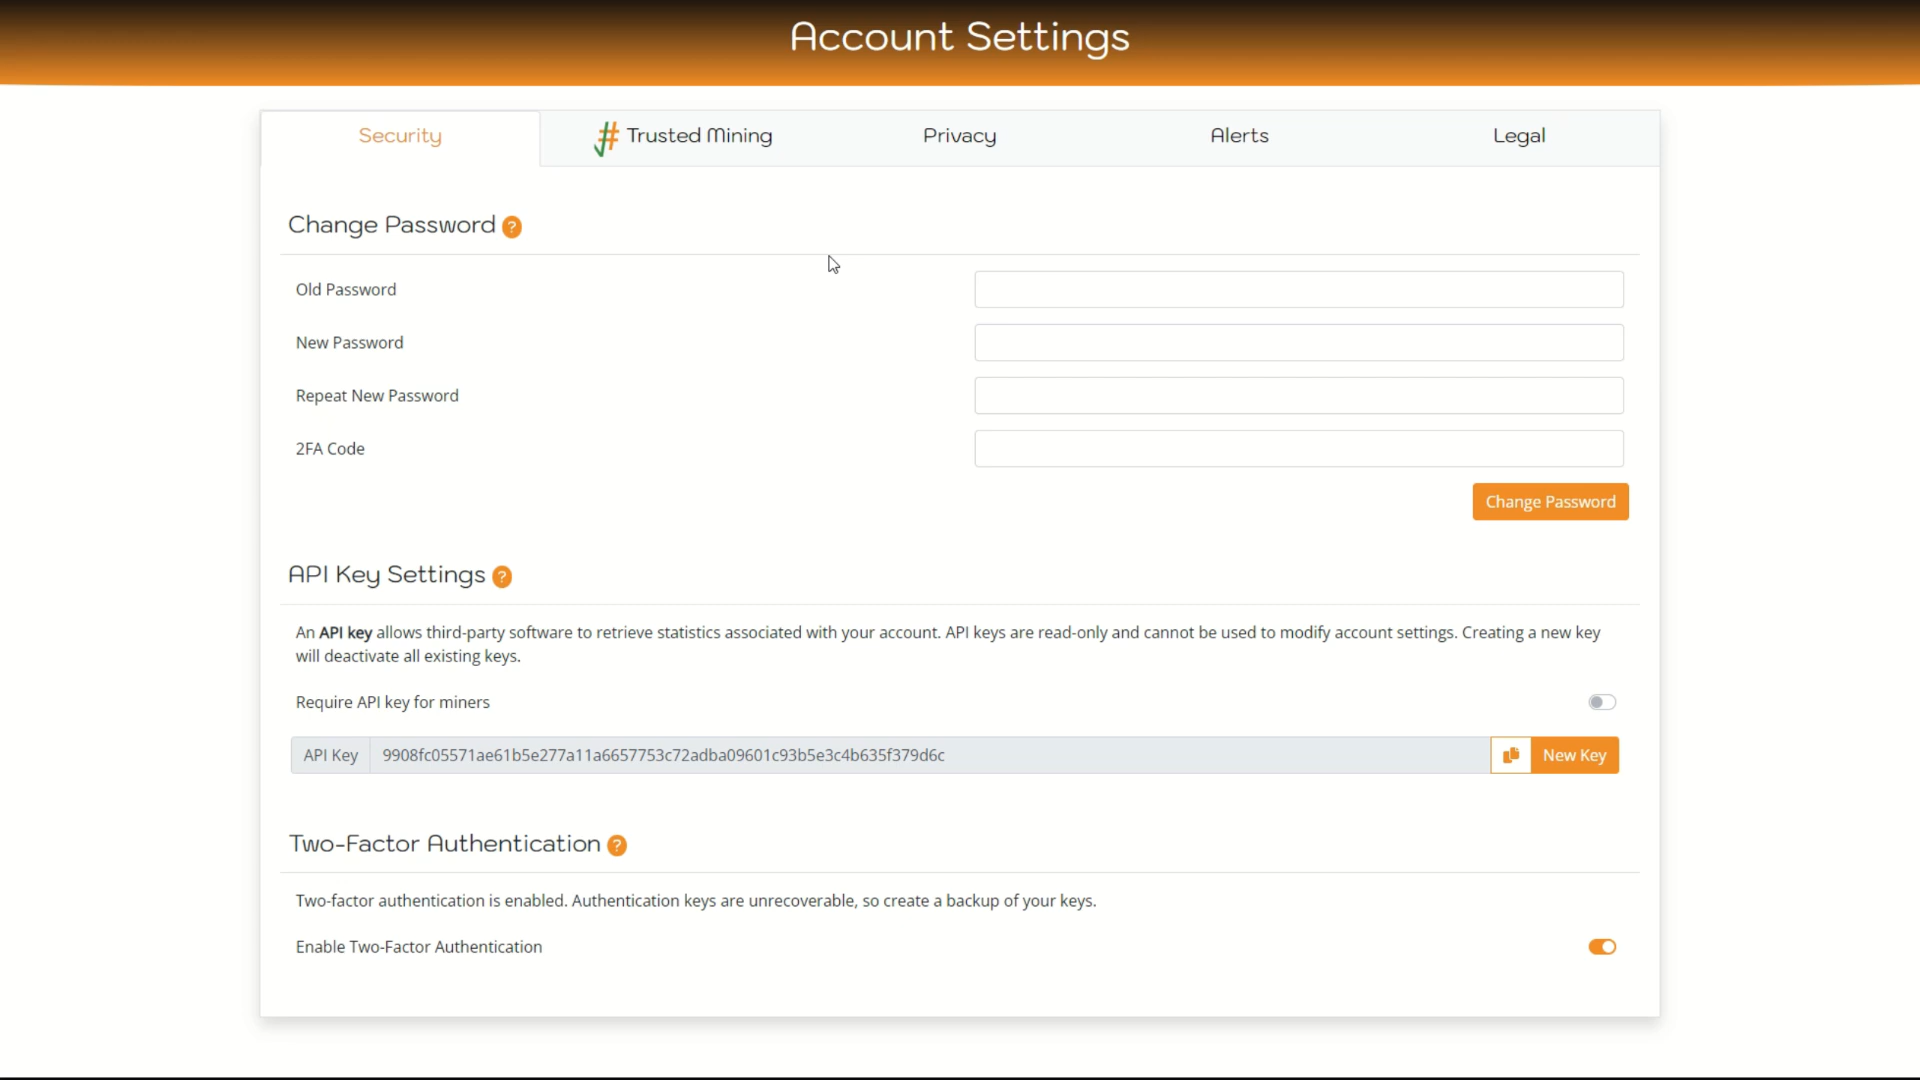 Account Settings
Security
Trusted Mining
Privacy
Alerts
Legal
Change Password ?
Old Password
New Password
Repeat New Password
2FA Code
Change Password
API Key Settings ?
An API key allows third-party software to retrieve statistics associated with your account. API keys are read-only and cannot be used to modify account settings. Creating a new key
will deactivate all existing keys.
Require API key for miners
API Key 9908fc05571ae61b5e277a11a6657753c72adba09601c93b5e3c4b635f379d6c New Key
Two-Factor Authentication ?
Two-factor authentication is enabled. Authentication keys are unrecoverable, so create a backup of your keys.
Enable Two-Factor Authentication